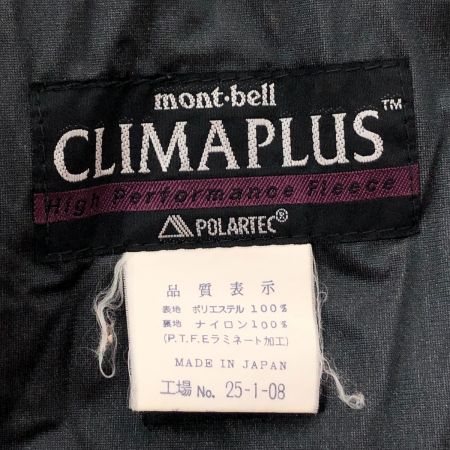 mont·bell
CLIMAPLUS™
High Performance Fleece
POLARTEC®
品質表示
表地 ポリエステル 100%
裏地 ナイロン 100%
(P.T.F.Eラミネート加工)
MADE IN JAPAN
工場 No. 25-1-08